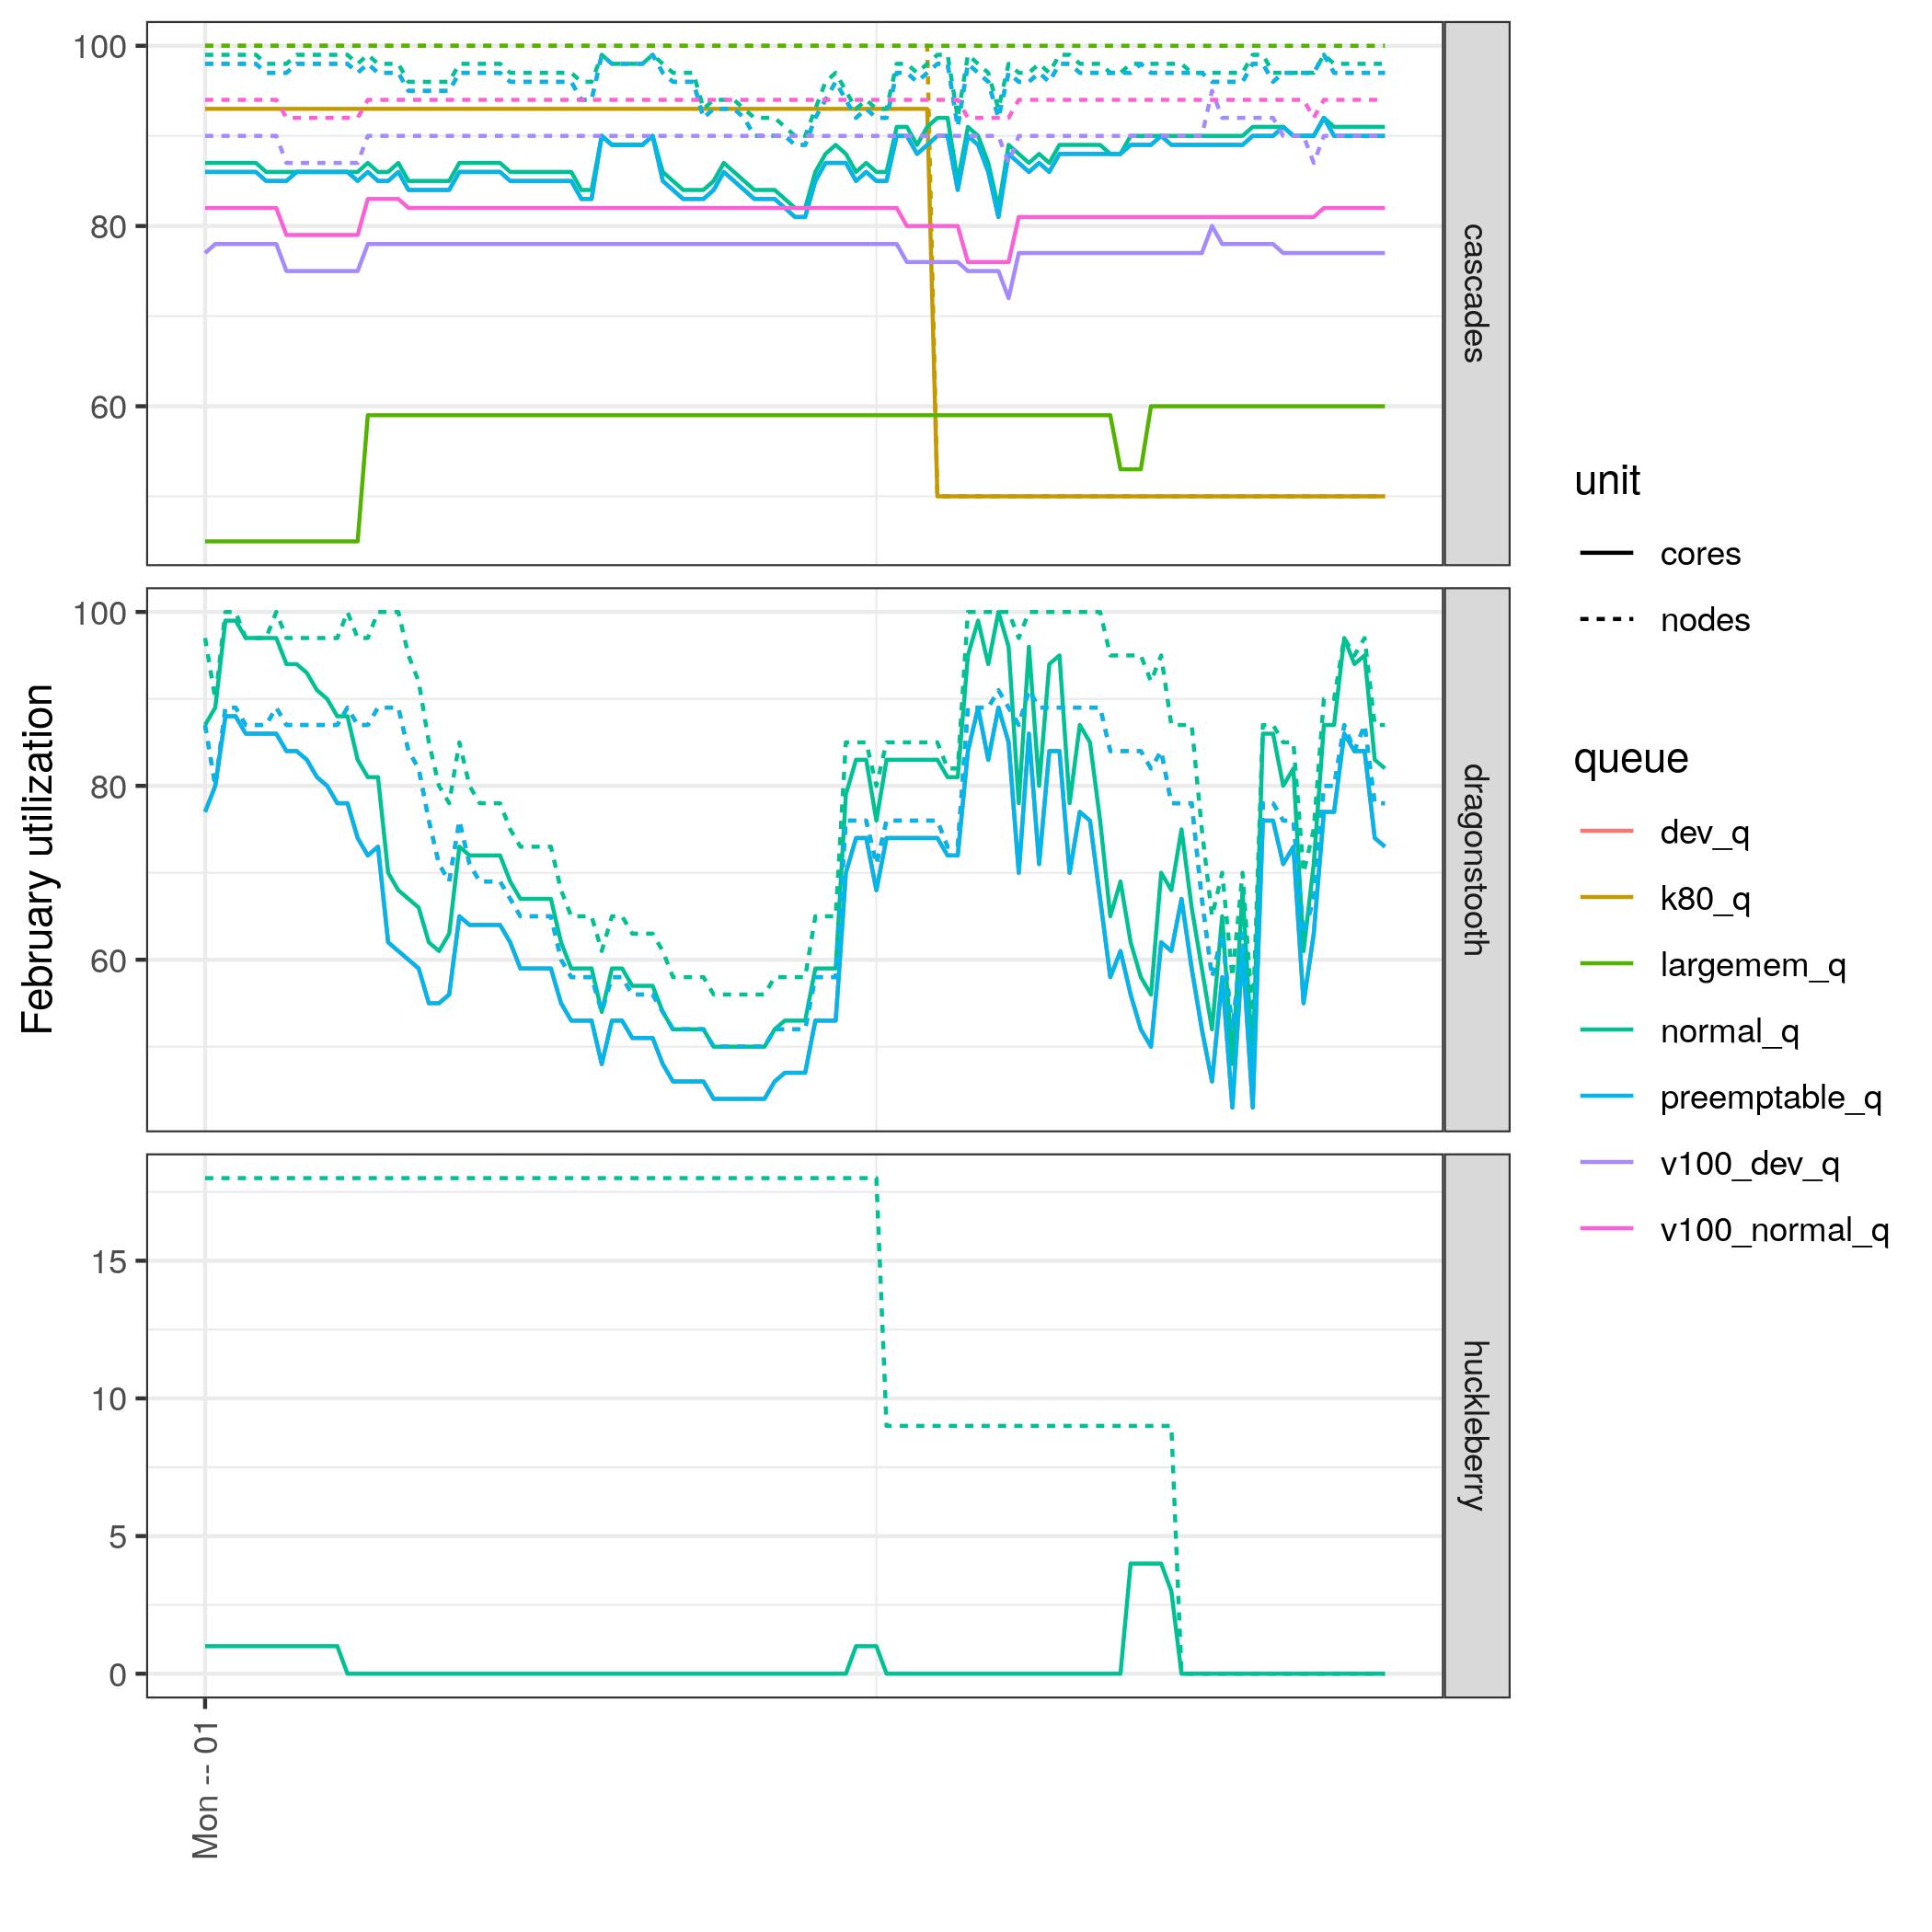 February utilization
100
80
60
cascades
100
80
60
dragonstooth
15
10
5
0
huckleberry
Mon -- 01
unit
cores
nodes
queue
dev_q
k80_q
largemem_q
normal_q
preemptable_q
v100_dev_q
v100_normal_q